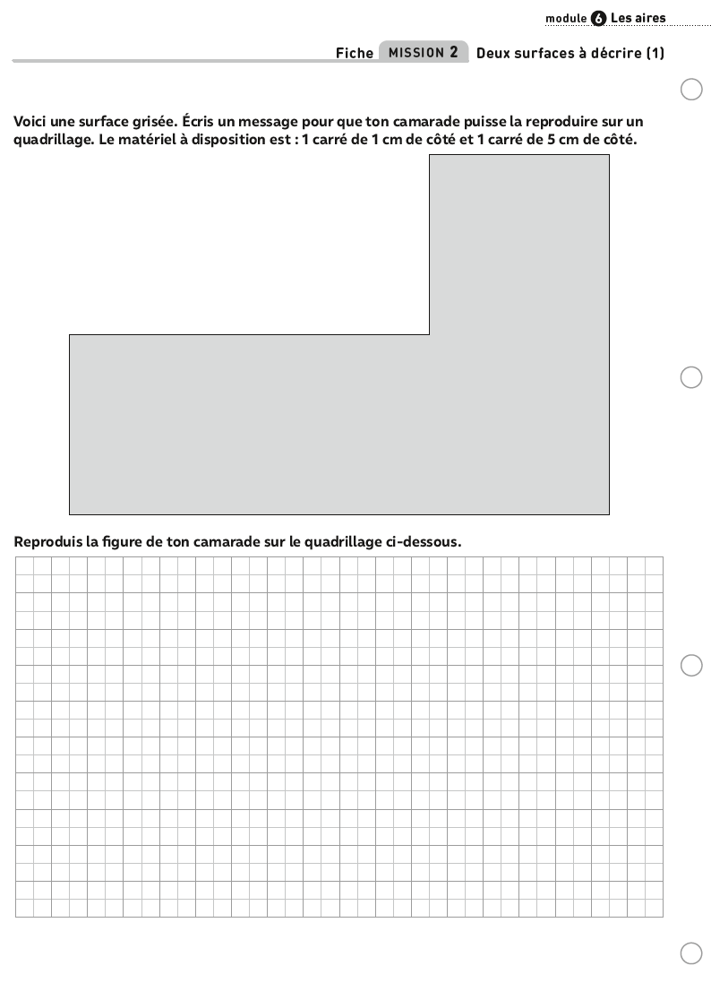 module 6 Les aires
Fiche MISSION 2 Deux surfaces à décrire (1)
Voici une surface grisée. Écris un message pour que ton camarade puisse la reproduire sur un
quadrillage. Le matériel à disposition est : 1 carré de 1 cm de côté et 1 carré de 5 cm de côté.
Reproduis la figure de ton camarade sur le quadrillage ci-dessous.